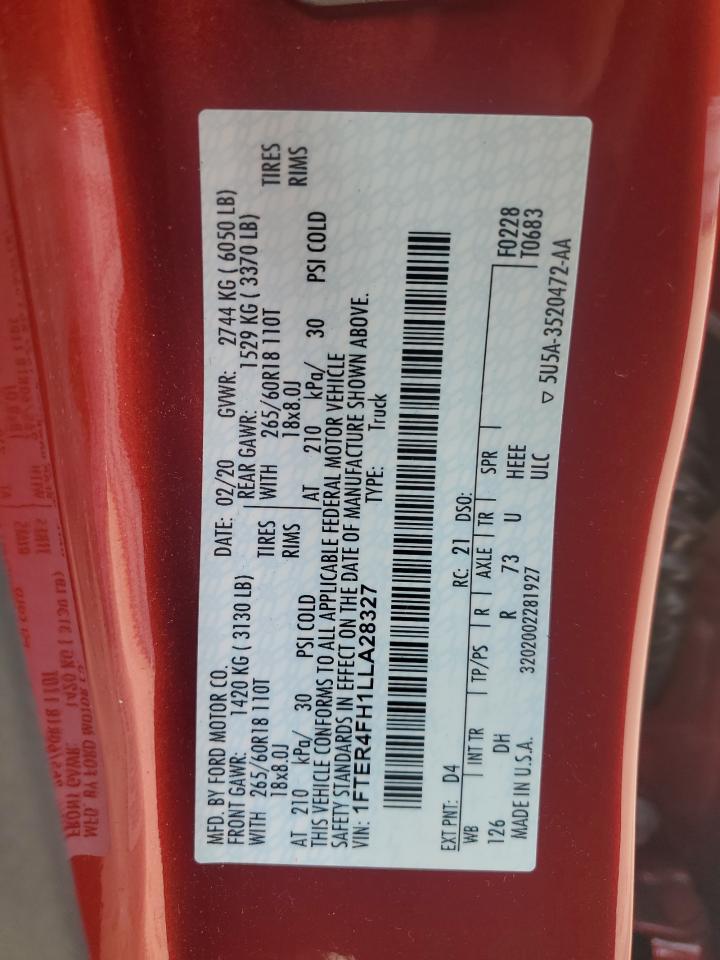 MFD. BY FORD MOTOR CO. DATE: 02/20 GVWR: 2744 KG ( 6050 LB)
FRONT GAWR: 1420 KG ( 3130 LB) REAR GAWR: 1529 KG ( 3370 LB)
WITH 265/60R18 110T TIRES WITH 265/60R18 110T TIRES
18x8.0J RIMS 18x8.0J RIMS
AT 210 kPa/ 30 PSI COLD AT 210 kPa/ 30 PSI COLD
THIS VEHICLE CONFORMS TO ALL APPLICABLE FEDERAL MOTOR VEHICLE
SAFETY STANDARDS IN EFFECT ON THE DATE OF MANUFACTURE SHOWN ABOVE.
VIN: 1FTER4FH1LLA28327 TYPE: Truck
EXT PNT: D4 RC: 21 DSO:
WB INT TR TP/PS R AXLE TR SPR
126 DH R 73 U HEEE F0228
MADE IN U.S.A. 3202002281927 ULC T0683
▽ 5U5A-3520472-AA